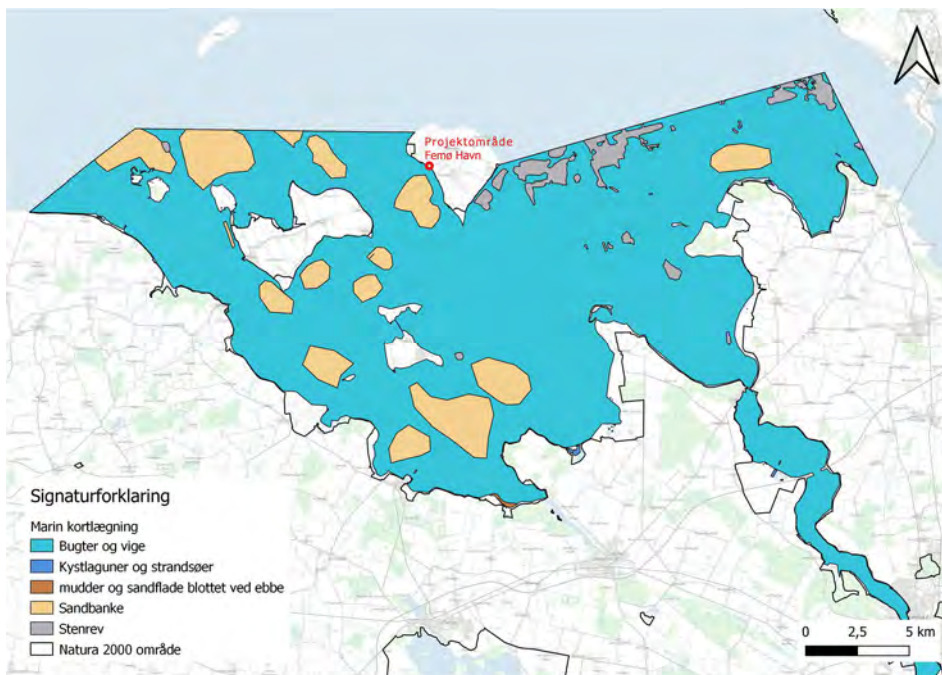 Projektområde
Femø Havn
Signaturforklaring
Marin kortlægning
Bugter og vige
Kystlaguner og strandsøer
mudder og sandflade blottet ved ebbe
Sandbanke
Stenrev
Natura 2000 område
0 2,5 5 km